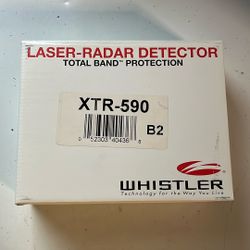 LASER-RADAR DETECTOR
TOTAL BAND™ PROTECTION
XTR-590
B2
0 52303 40436 8
WHISTLER
Technology for the Way You Live